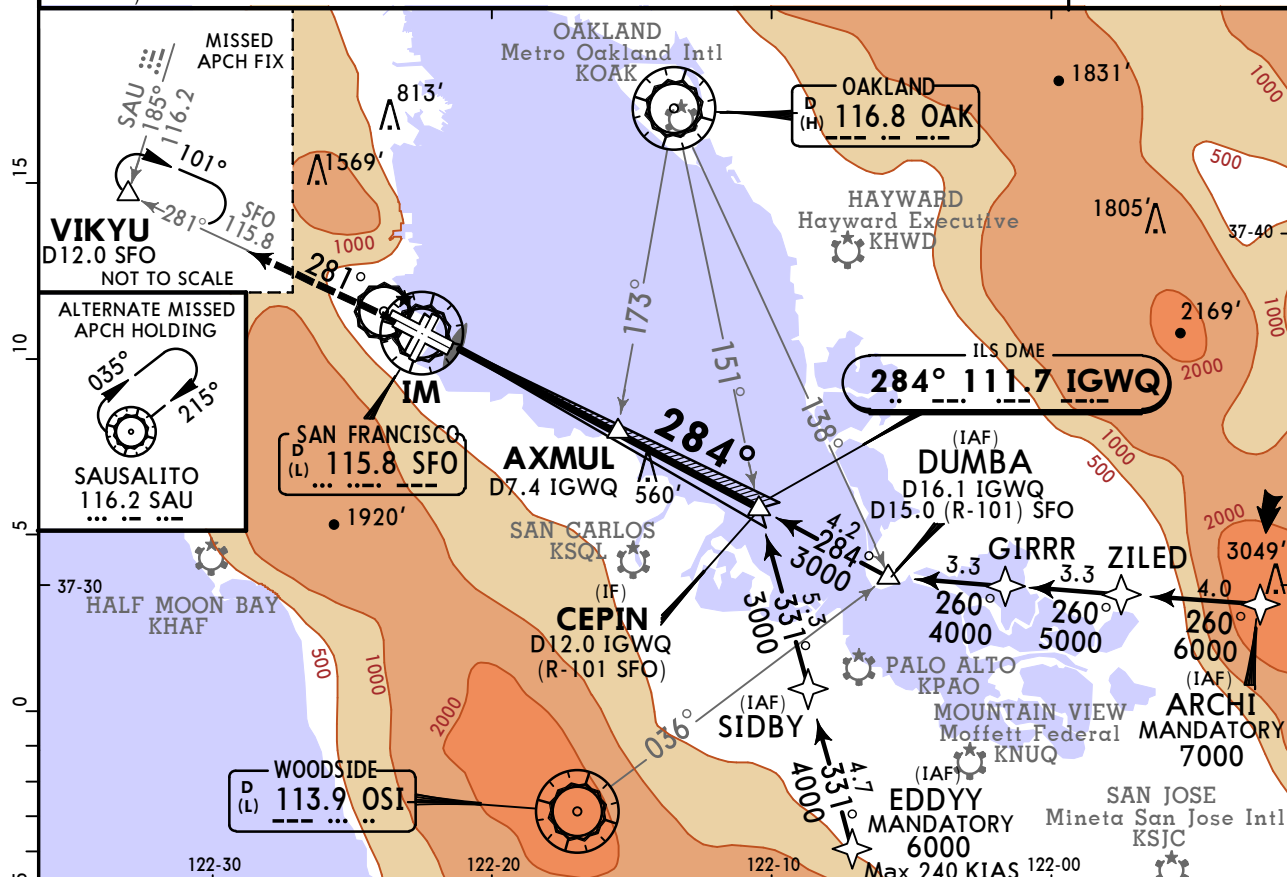 MISSED
APCH FIX
SAU
185°
116.2
101°
281°
SFO
115.8
VIKYU
D12.0 SFO
NOT TO SCALE
ALTERNATE MISSED
APCH HOLDING
035°
215°
SAUSALITO
116.2 SAU
813'
1569'
1000
281°
OAKLAND
Metro Oakland Intl
KOAK
OAKLAND
D
(H)
116.8 OAK
1831'
1000
500
1805'
37-40
HAYWARD
Hayward Executive
KHWD
2169'
2000
1000
15
10
5
0
5
173°
151°
138°
ILS DME
284° 111.7 IGWQ
IM
SAN FRANCISCO
D
(L)
115.8 SFO
284°
AXMUL
D7.4 IGWQ
560'
(IAF)
DUMBA
D16.1 IGWQ
D15.0 (R-101) SFO
1000
500
2000
3049'
1920'
SAN CARLOS
KSQL
4.2
284°
3000
GIRRR
ZILED
3.3
260°
4000
3.3
260°
5000
4.0
260°
6000
37-30
HALF MOON BAY
KHAF
(IF)
CEPIN
D12.0 IGWQ
(R-101 SFO)
5.3
331°
3000
PALO ALTO
KPAO
(IAF)
ARCHI
MANDATORY
7000
500
1000
2000
036°
(IAF)
SIDBY
MOUNTAIN VIEW
Moffett Federal
KNUQ
WOODSIDE
D
(L)
113.9 OSI
4.7
331°
4000
(IAF)
EDDYY
MANDATORY
6000
Max 240 KIAS
SAN JOSE
Mineta San Jose Intl
KSJC
122-30
122-20
122-10
122-00